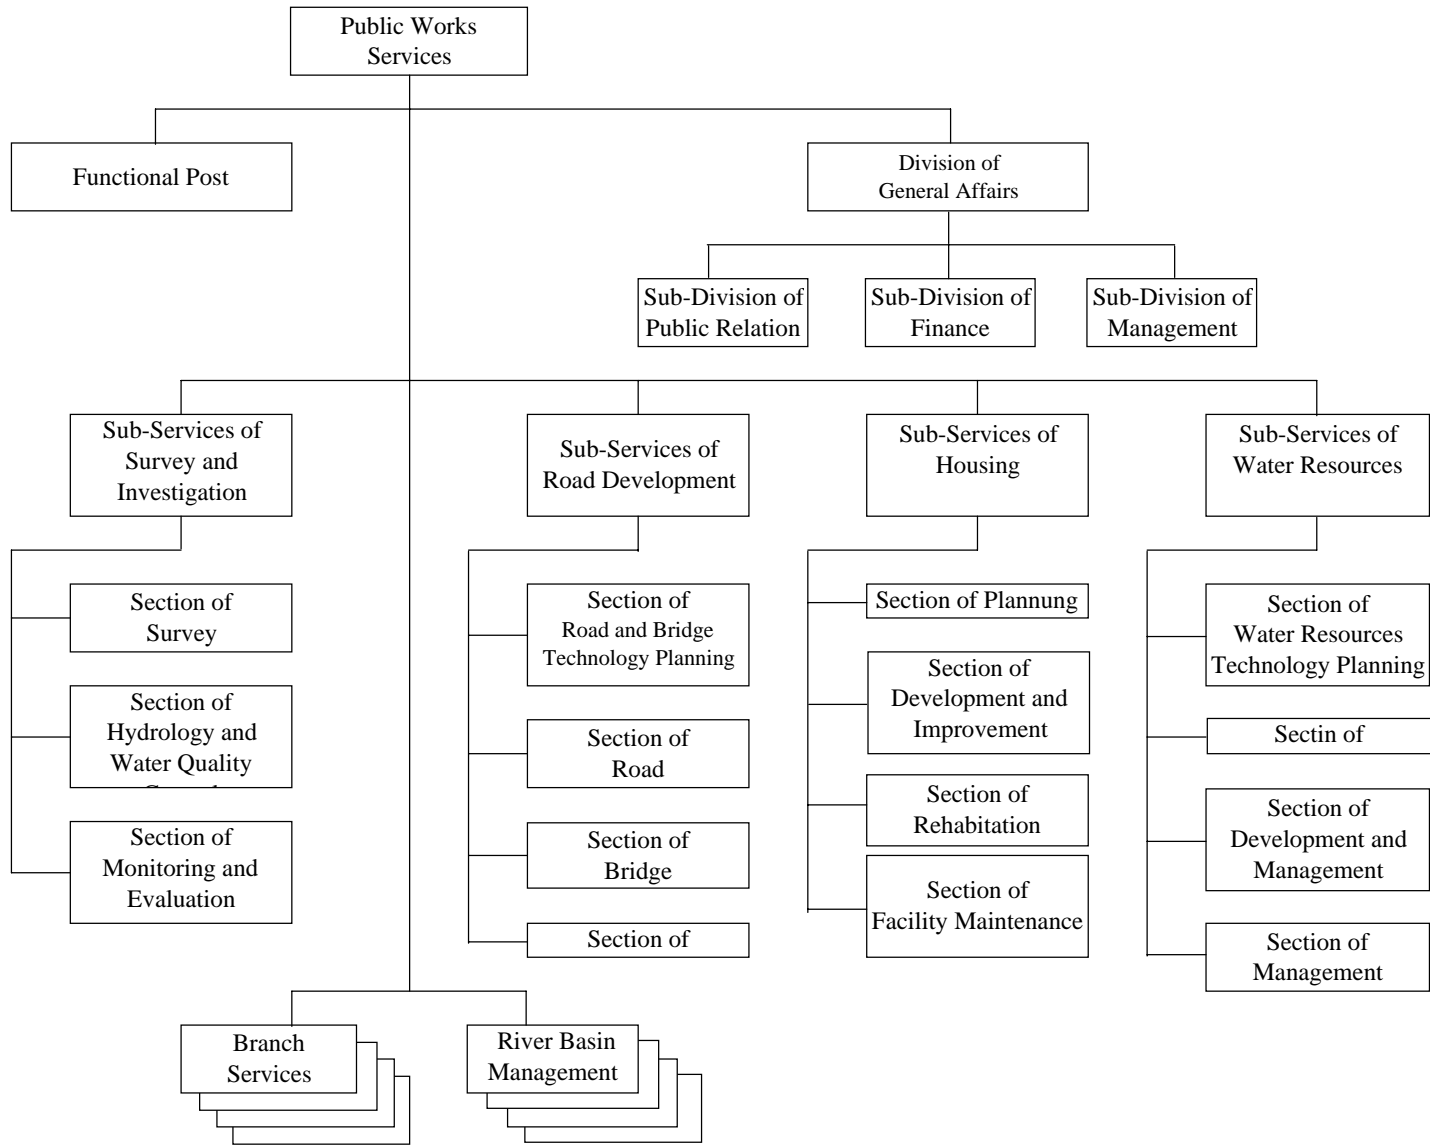 Public Works
Services
Functional Post
Division of
General Affairs
Sub-Division of
Public Relation
Sub-Division of
Finance
Sub-Division of
Management
Sub-Services of
Survey and
Investigation
Sub-Services of
Road Development
Sub-Services of
Housing
Sub-Services of
Water Resources
Section of
Survey
Section of
Hydrology and
Water Quality
Section of
Monitoring and
Evaluation
Section of
Road and Bridge
Technology Planning
Section of
Road
Section of
Bridge
Section of
Section of Plannung
Section of
Development and
Improvement
Section of
Rehabitation
Section of
Facility Maintenance
Section of
Water Resources
Technology Planning
Sectin of
Section of
Development and
Management
Section of
Management
Branch
Services
River Basin
Management